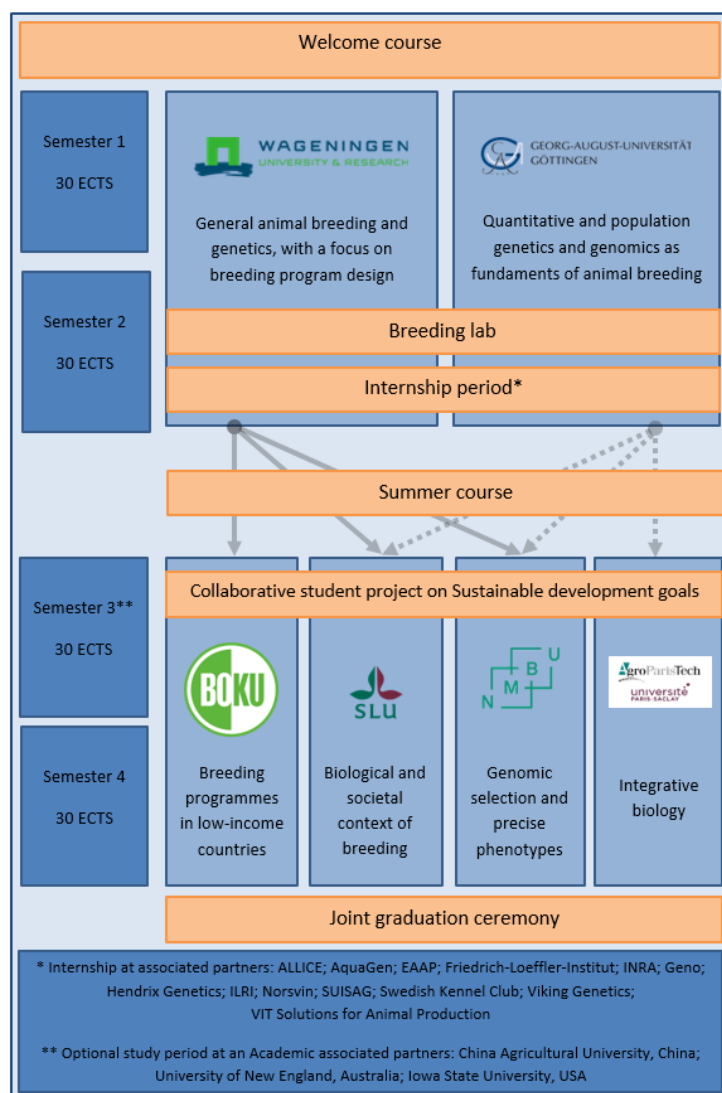 Welcome course
Semester 1
30 ECTS
WAGENINGEN
UNIVERSITY & RESEARCH
General animal breeding and
genetics, with a focus on
breeding program design
GEORG-AUGUST-UNIVERSITÄT
GÖTTINGEN
Quantitative and population
genetics and genomics as
fundaments of animal breeding
Semester 2
30 ECTS
Breeding lab
Internship period*
Summer course
Semester 3**
30 ECTS
Collaborative student project on Sustainable development goals
BOKU
SLU
N M B U
AgroParisTech
université
PARIS-SACLAY
Semester 4
30 ECTS
Breeding
programmes
in low-income
countries
Biological and
societal
context of
breeding
Genomic
selection and
precise
phenotypes
Integrative
biology
Joint graduation ceremony
* Internship at associated partners: ALLICE; AquaGen; EAAP; Friedrich-Loeffler-Institut; INRA; Geno;
Hendrix Genetics; ILRI; Norsvin; SUISAG; Swedish Kennel Club; Viking Genetics;
VIT Solutions for Animal Production
** Optional study period at an Academic associated partners: China Agricultural University, China;
University of New England, Australia; Iowa State University, USA